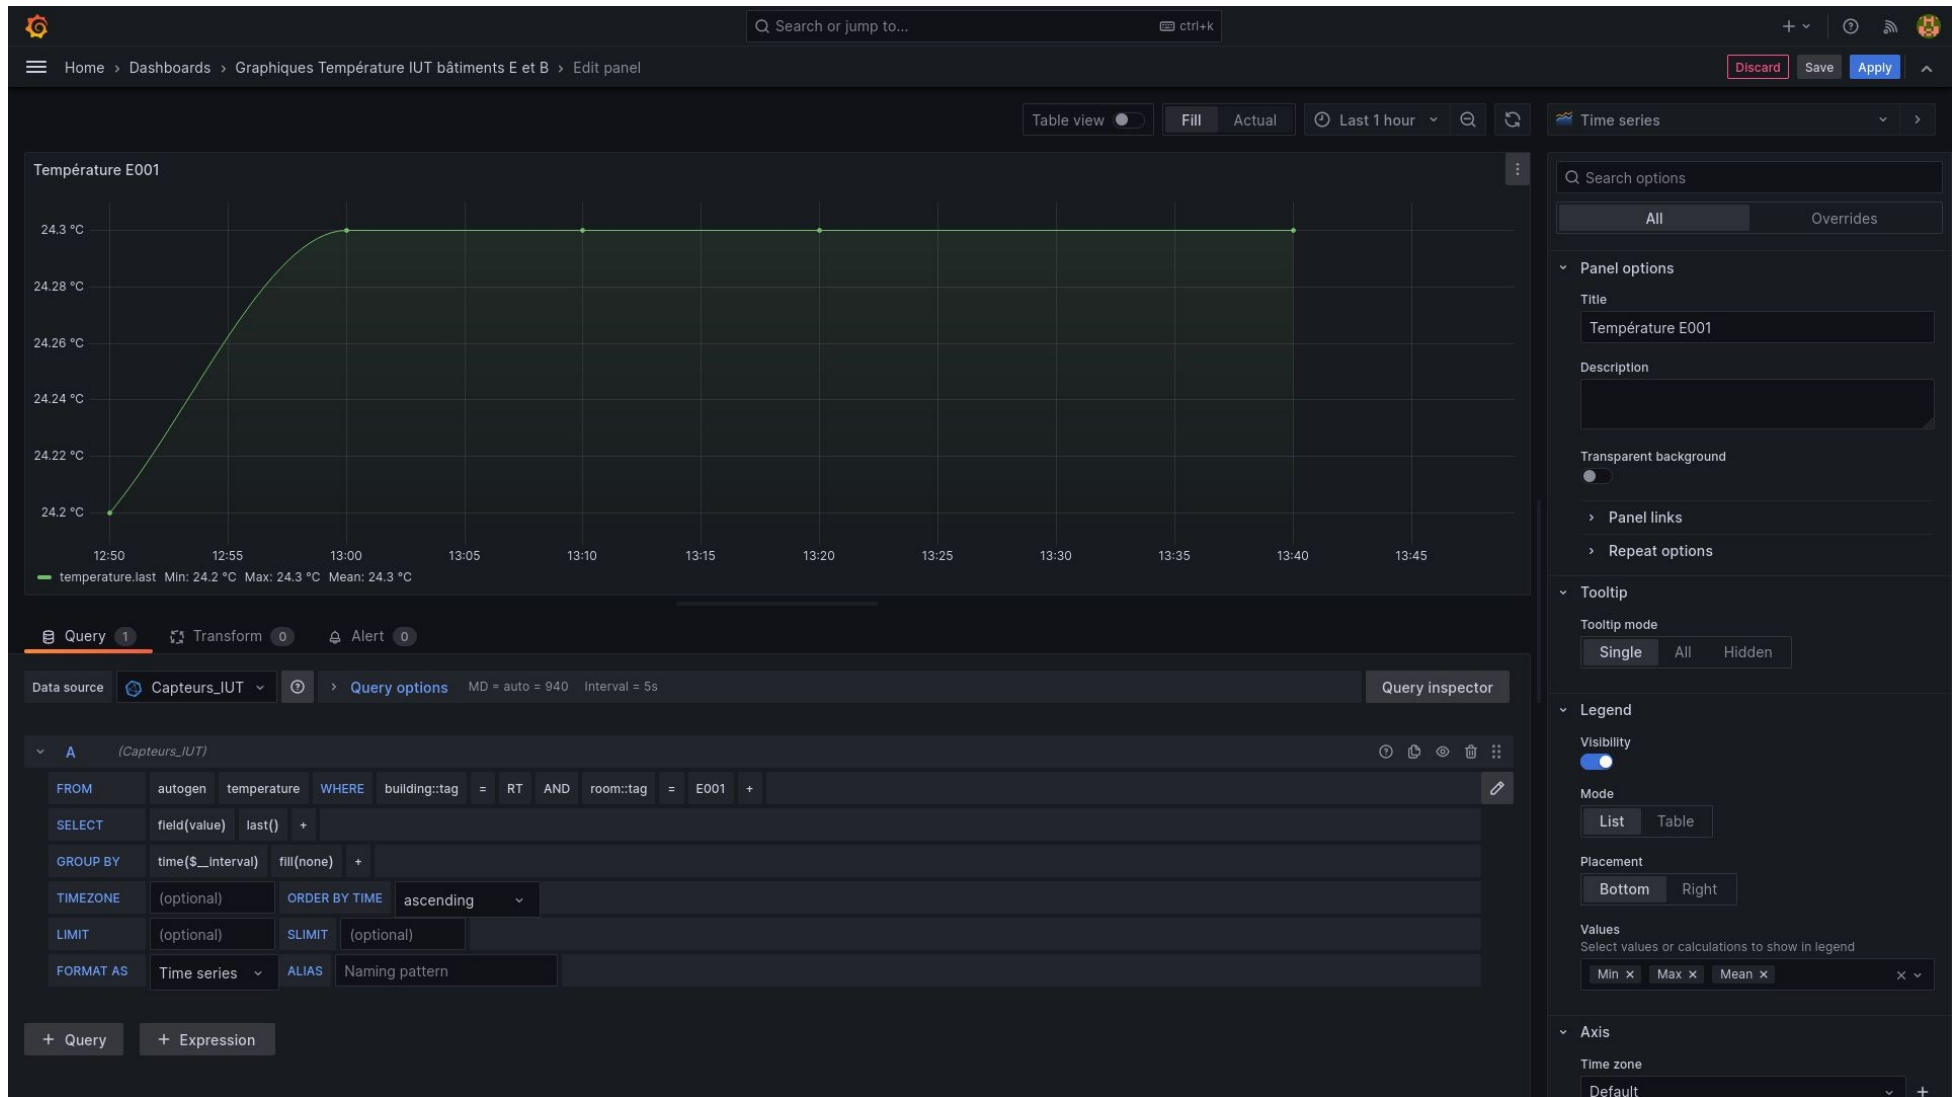 Search or jump to... ctrl+k
Home › Dashboards › Graphiques Température IUT bâtiments E et B › Edit panel
Discard Save Apply
Table view Fill Actual Last 1 hour
Time series
Température E001
24.3 °C
24.28 °C
24.26 °C
24.24 °C
24.22 °C
24.2 °C
12:50 12:55 13:00 13:05 13:10 13:15 13:20 13:25 13:30 13:35 13:40 13:45
temperature.last Min: 24.2 °C Max: 24.3 °C Mean: 24.3 °C
Query 1 Transform 0 Alert 0
Data source Capteurs_IUT Query options MD = auto = 940 Interval = 5s Query inspector
A (Capteurs_IUT)
FROM autogen temperature WHERE building::tag = RT AND room::tag = E001 +
SELECT field(value) last() +
GROUP BY time($__interval) fill(none) +
TIMEZONE (optional) ORDER BY TIME ascending
LIMIT (optional) SLIMIT (optional)
FORMAT AS Time series ALIAS Naming pattern
+ Query + Expression
Search options
All Overrides
Panel options
Title
Température E001
Description
Transparent background
Panel links
Repeat options
Tooltip
Tooltip mode
Single All Hidden
Legend
Visibility
Mode
List Table
Placement
Bottom Right
Values
Select values or calculations to show in legend
Min × Max × Mean ×
Axis
Time zone
Default